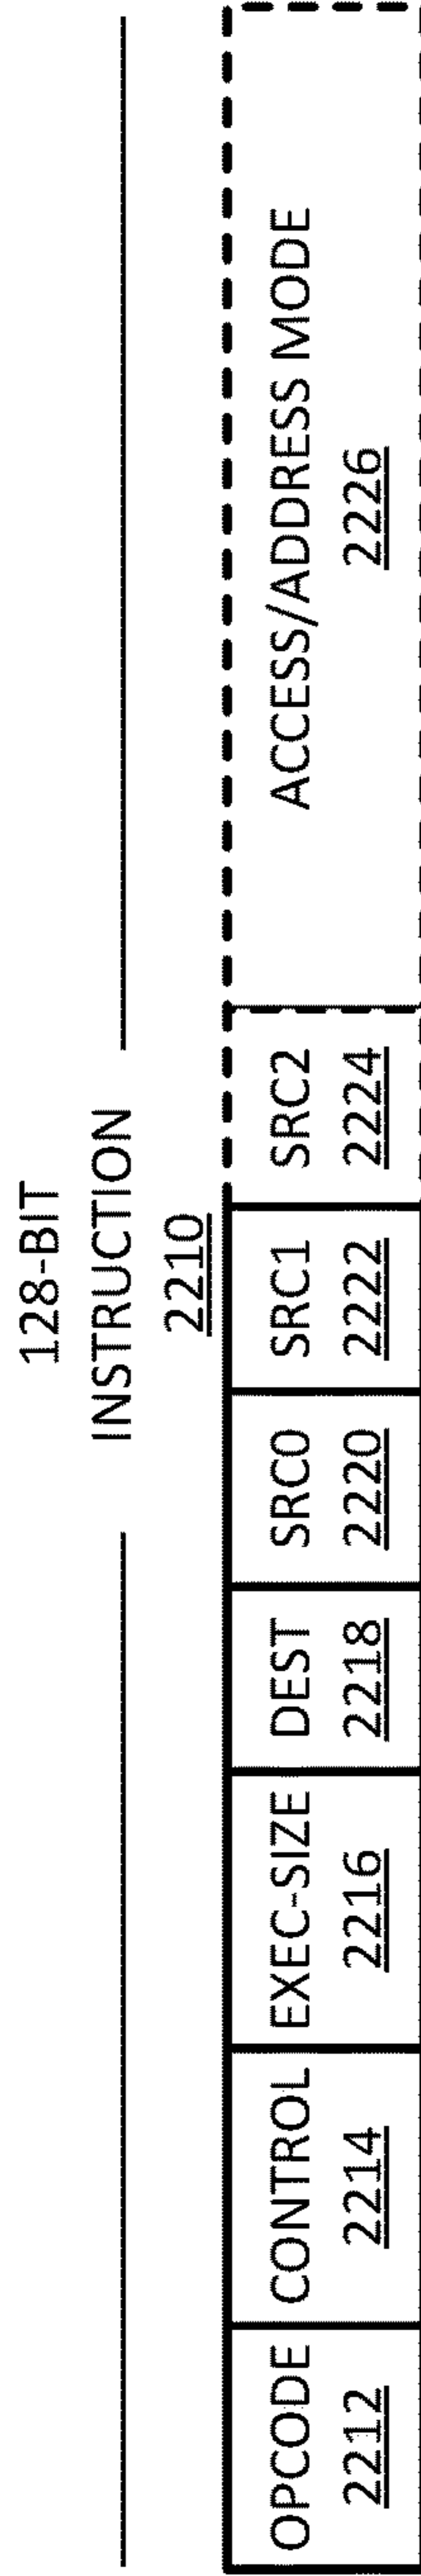 128-BIT
INSTRUCTION
2210
OPCODE
2212
CONTROL
2214
EXEC-SIZE
2216
DEST
2218
SRC0
2220
SRC1
2222
SRC2
2224
ACCESS/ADDRESS MODE
2226